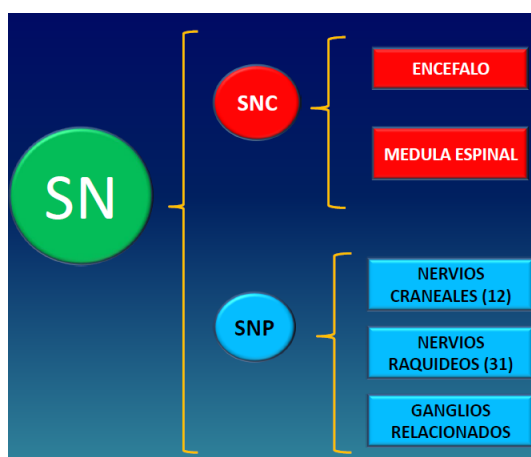 SN
SNC
ENCEFALO
MEDULA ESPINAL
SNP
NERVIOS
CRANEALES (12)
NERVIOS
RAQUIDEOS (31)
GANGLIOS
RELACIONADOS